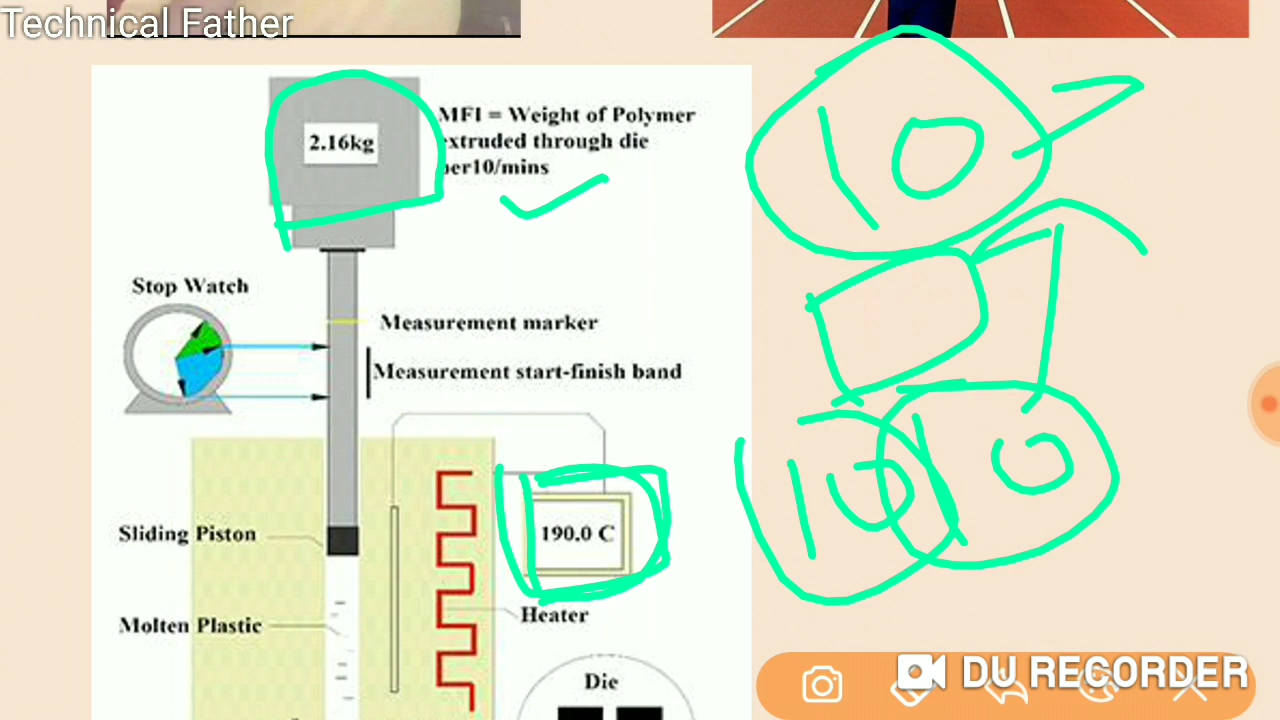 Technical Father
2.16kg
MFI = Weight of Polymer
extruded through die
per10/mins
10
Stop Watch
Measurement marker
Measurement start-finish band
10
10
Sliding Piston
190.0 C
Heater
Molten Plastic
Die
DU RECORDER